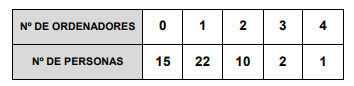 Nº DE ORDENADORES 0 1 2 3 4
Nº DE PERSONAS 15 22 10 2 1